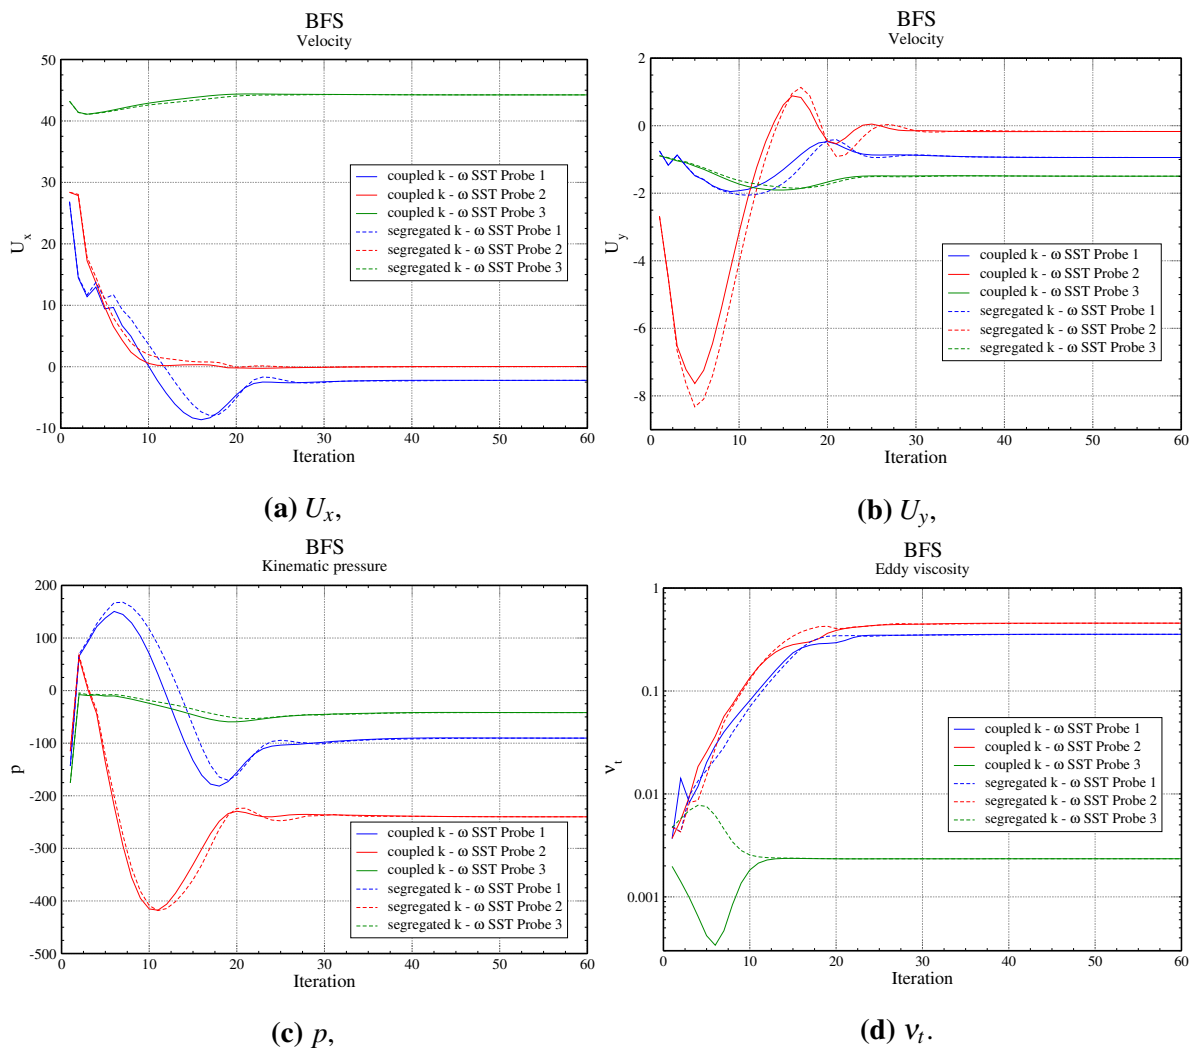 BFS
Velocity
50
40
30
20
10
0
-10
U_x
coupled k - ω SST Probe 1
coupled k - ω SST Probe 2
coupled k - ω SST Probe 3
segregated k - ω SST Probe 1
segregated k - ω SST Probe 2
segregated k - ω SST Probe 3
0 10 20 30 40 50 60
Iteration
(a) U_x,
BFS
Velocity
2
0
-2
-4
-6
-8
U_y
coupled k - ω SST Probe 1
coupled k - ω SST Probe 2
coupled k - ω SST Probe 3
segregated k - ω SST Probe 1
segregated k - ω SST Probe 2
segregated k - ω SST Probe 3
0 10 20 30 40 50 60
Iteration
(b) U_y,
BFS
Kinematic pressure
200
100
0
-100
-200
-300
-400
-500
p
coupled k - ω SST Probe 1
coupled k - ω SST Probe 2
coupled k - ω SST Probe 3
segregated k - ω SST Probe 1
segregated k - ω SST Probe 2
segregated k - ω SST Probe 3
0 10 20 30 40 50 60
Iteration
(c) p,
BFS
Eddy viscosity
1
0.1
0.01
0.001
ν_t
coupled k - ω SST Probe 1
coupled k - ω SST Probe 2
coupled k - ω SST Probe 3
segregated k - ω SST Probe 1
segregated k - ω SST Probe 2
segregated k - ω SST Probe 3
0 10 20 30 40 50 60
Iteration
(d) ν_t.